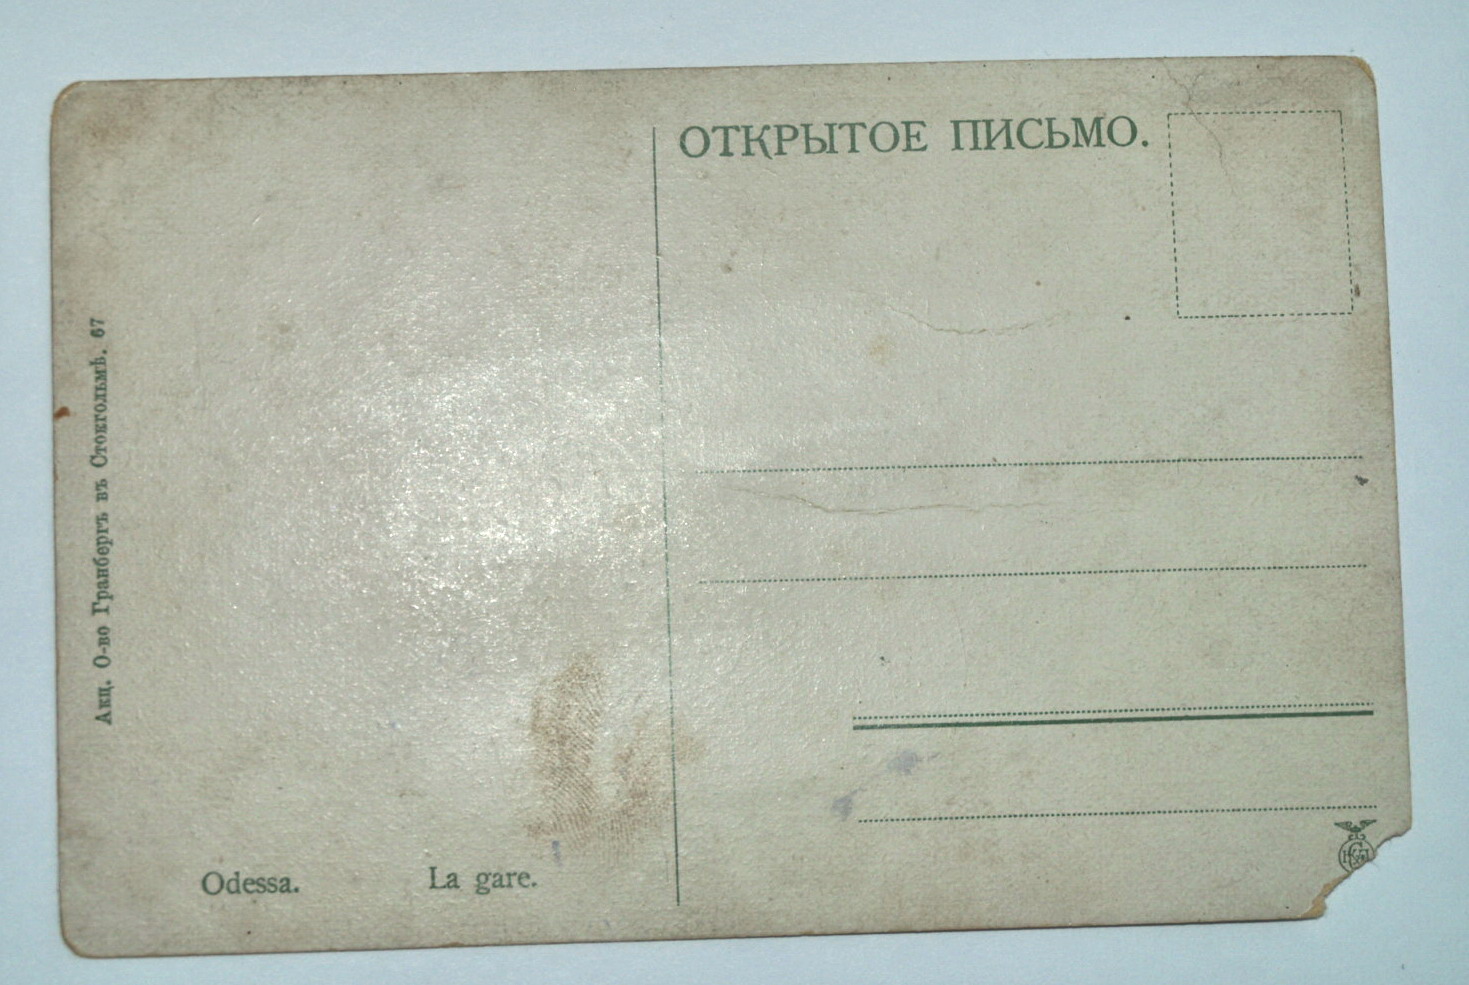 ОТКРЫТОЕ ПИСЬМО.
Акц. О-во Гранбергъ въ Стокгольмѣ. 67
Odessa. La gare.